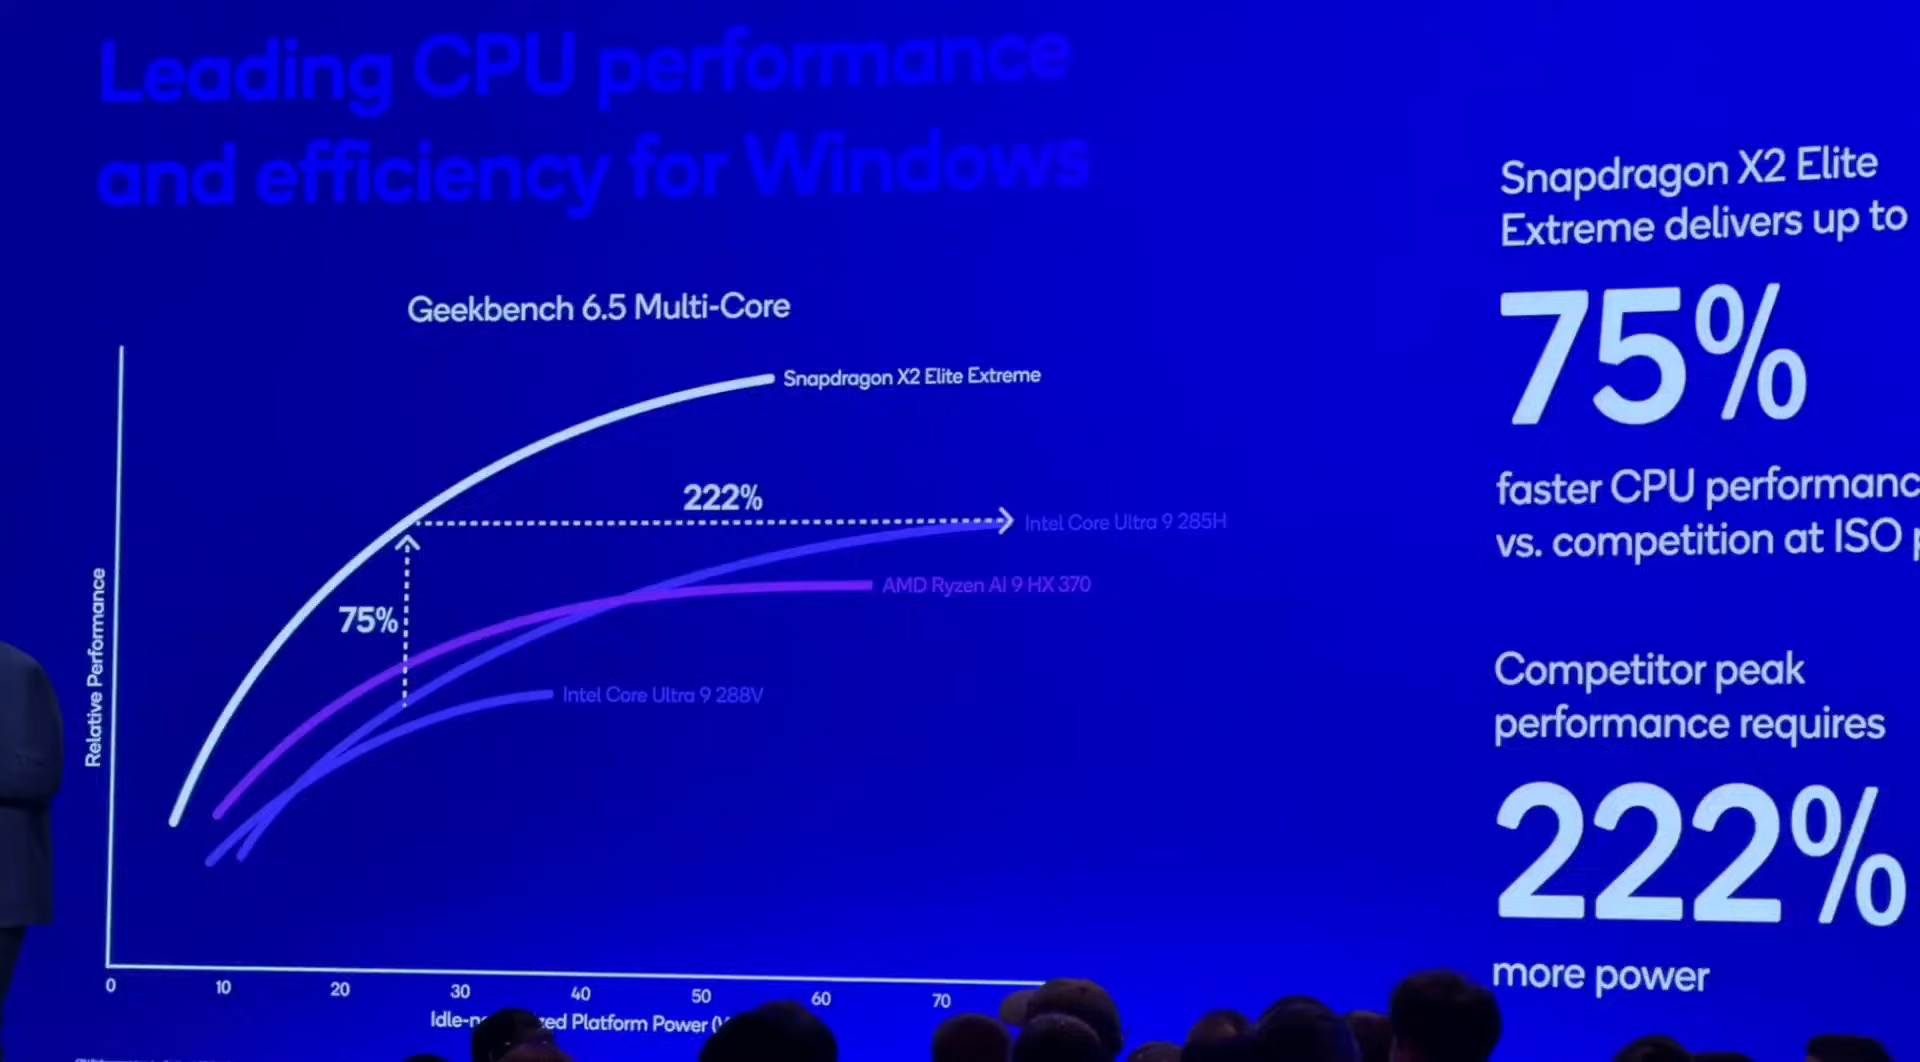 Leading CPU performance
and efficiency for Windows
Geekbench 6.5 Multi-Core
Snapdragon X2 Elite Extreme
222%
Intel Core Ultra 9 285H
AMD Ryzen AI 9 HX 370
75%
Intel Core Ultra 9 288V
Relative Performance
0 10 20 30 40 50 60 70
Platform Power
Snapdragon X2 Elite
Extreme delivers up to
75%
faster CPU
vs. competition at ISO
Competitor peak
performance requires
222%
more power